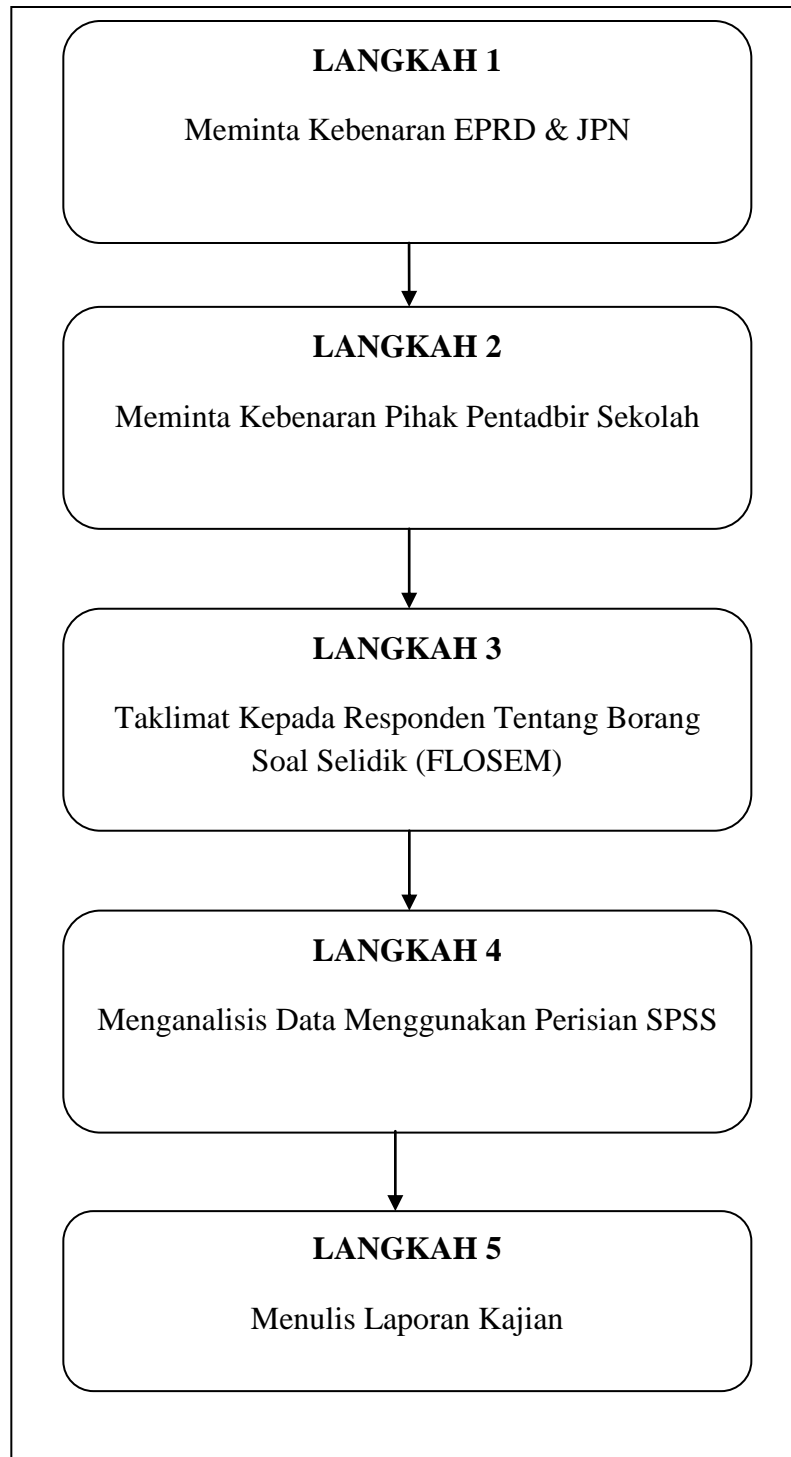 LANGKAH 1
Meminta Kebenaran EPRD & JPN
LANGKAH 2
Meminta Kebenaran Pihak Pentadbir Sekolah
LANGKAH 3
Taklimat Kepada Responden Tentang Borang
Soal Selidik (FLOSEM)
LANGKAH 4
Menganalisis Data Menggunakan Perisian SPSS
LANGKAH 5
Menulis Laporan Kajian